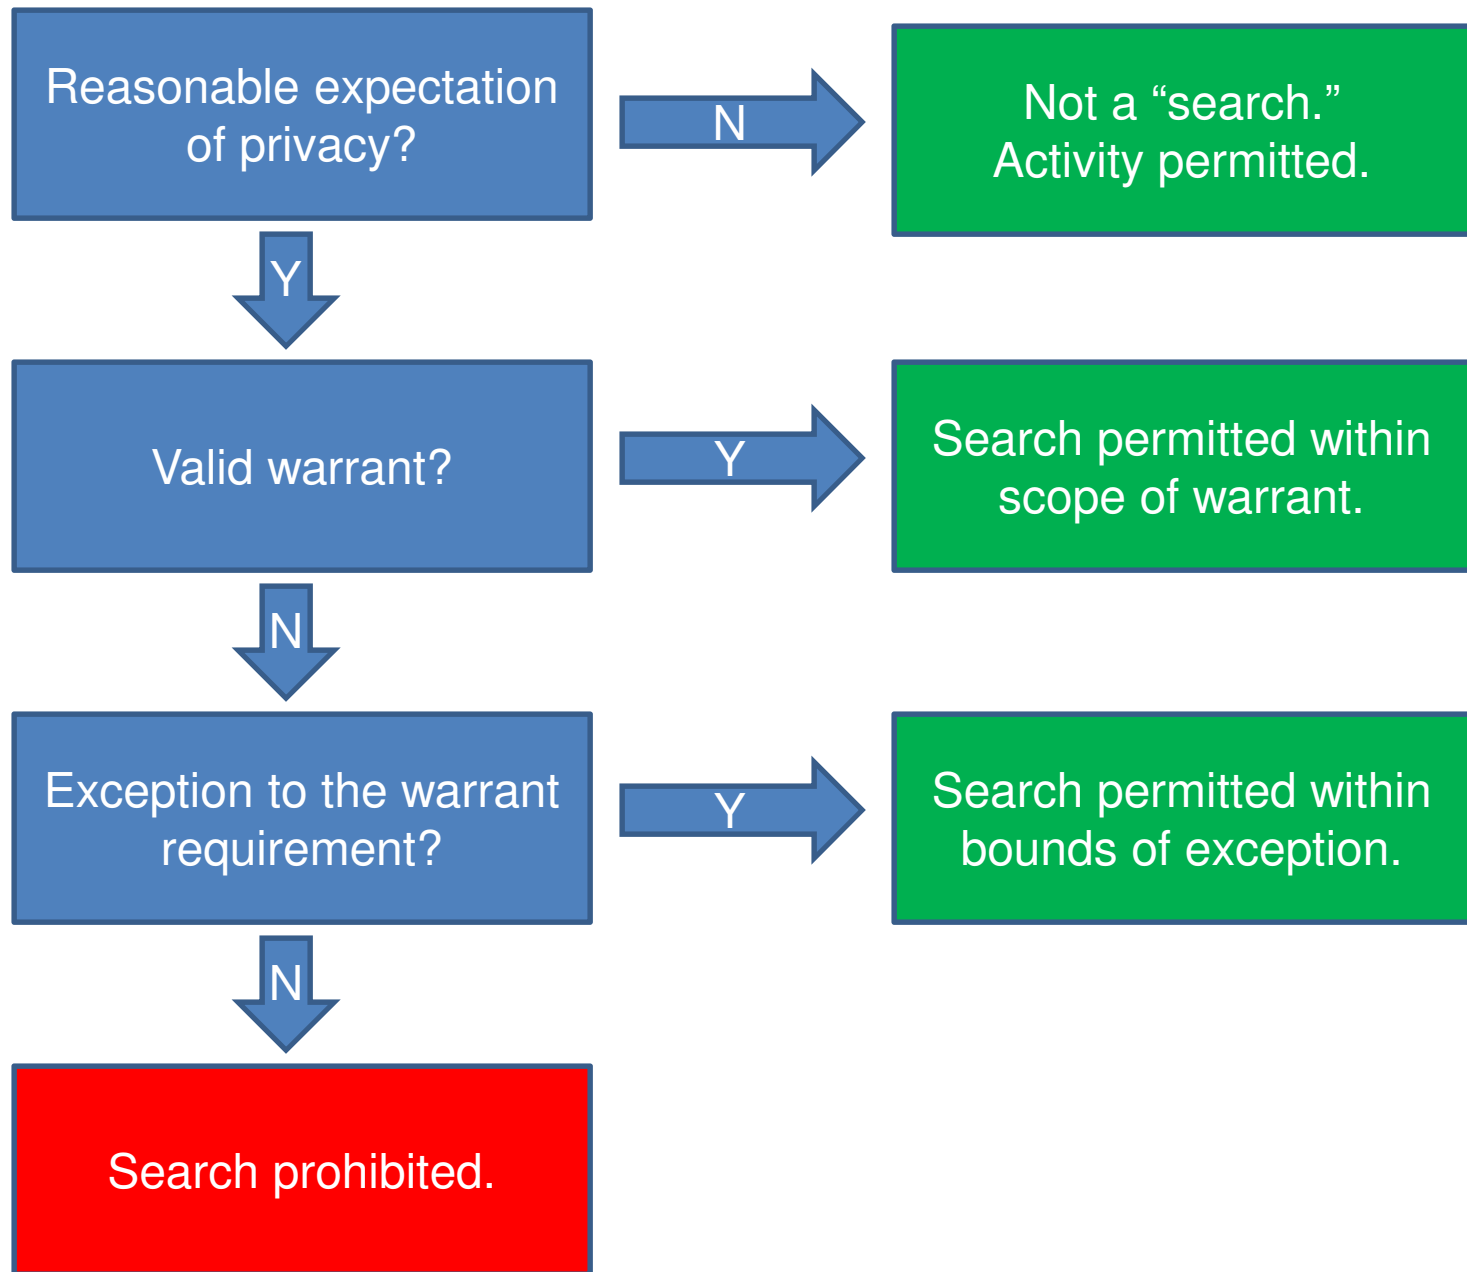 Reasonable expectation
of privacy?
N
Not a “search.”
Activity permitted.
Y
Valid warrant?
Y
Search permitted within
scope of warrant.
N
Exception to the warrant
requirement?
Y
Search permitted within
bounds of exception.
N
Search prohibited.